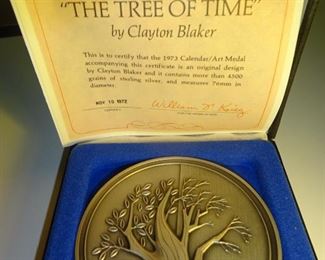 "THE TREE OF TIME"
by Clayton Blaker
This is to certify that the 1973 Calendar/Art Medal
accompanying this certificate is an original design
by Clayton Blaker and it contains more than 4500
grains of sterling silver, and measures 76mm in
diameter.
NOV 10 1972